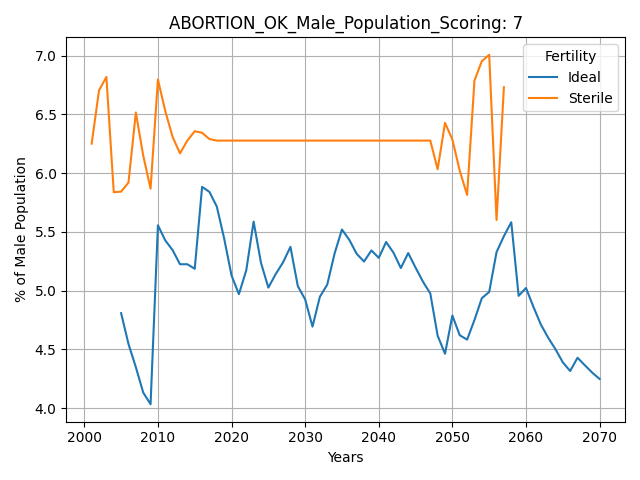 ABORTION_OK_Male_Population_Scoring: 7
Fertility
Ideal
Sterile
% of Male Population
7.0
6.5
6.0
5.5
5.0
4.5
4.0
2000 2010 2020 2030 2040 2050 2060 2070
Years